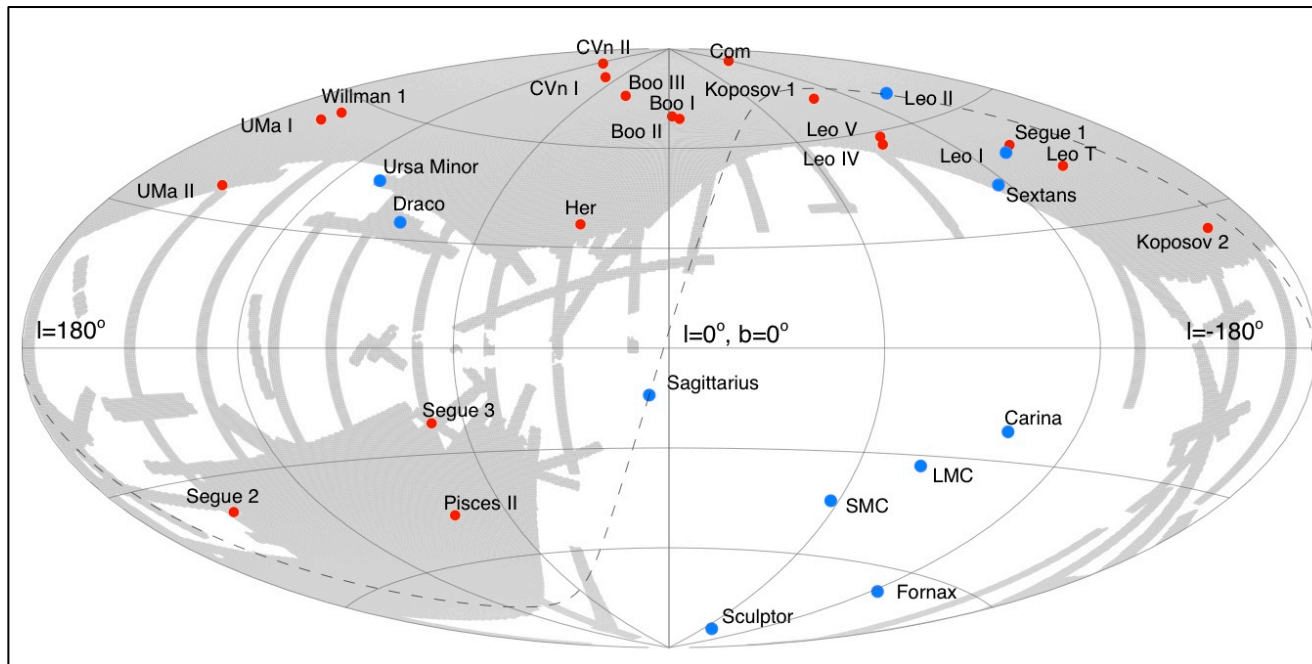 CVn II
Com
CVn I
Boo III
Koposov 1
Leo II
Willman 1
Boo I
UMa I
Boo II
Leo V
Segue 1
Leo IV
Leo I
Leo T
Ursa Minor
UMa II
Sextans
Draco
Her
Koposov 2
l=180°
l=0°, b=0°
l=-180°
Sagittarius
Segue 3
Carina
LMC
Segue 2
Pisces II
SMC
Fornax
Sculptor